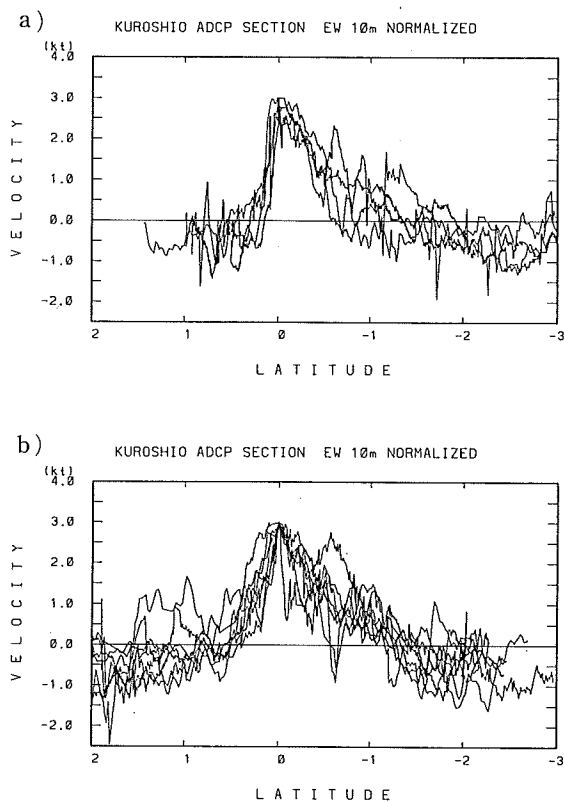 a)
KUROSHIO ADCP SECTION EW 10m NORMALIZED
(kt)
4.0
3.0
2.0
1.0
0.0
-1.0
-2.0
VELOCITY
2 1 0 -1 -2 -3
LATITUDE
b)
KUROSHIO ADCP SECTION EW 10m NORMALIZED
(kt)
4.0
3.0
2.0
1.0
0.0
-1.0
-2.0
VELOCITY
2 1 0 -1 -2 -3
LATITUDE